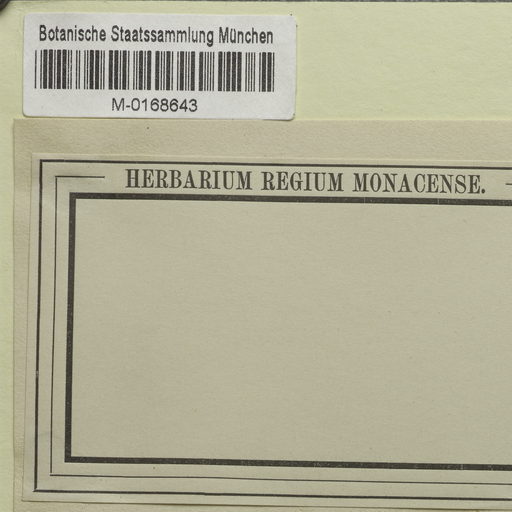 Botanische Staatssammlung München
M-0168643
HERBARIUM REGIUM MONACENSE.